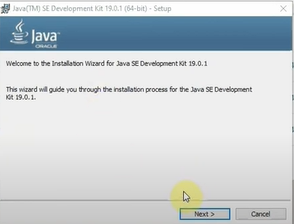 Java(TM) SE Development Kit 19.0.1 (64-bit) - Setup
Java
ORACLE
Welcome to the Installation Wizard for Java SE Development Kit 19.0.1
This wizard will guide you through the installation process for the Java SE Development
Kit 19.0.1.
Next >
Cancel